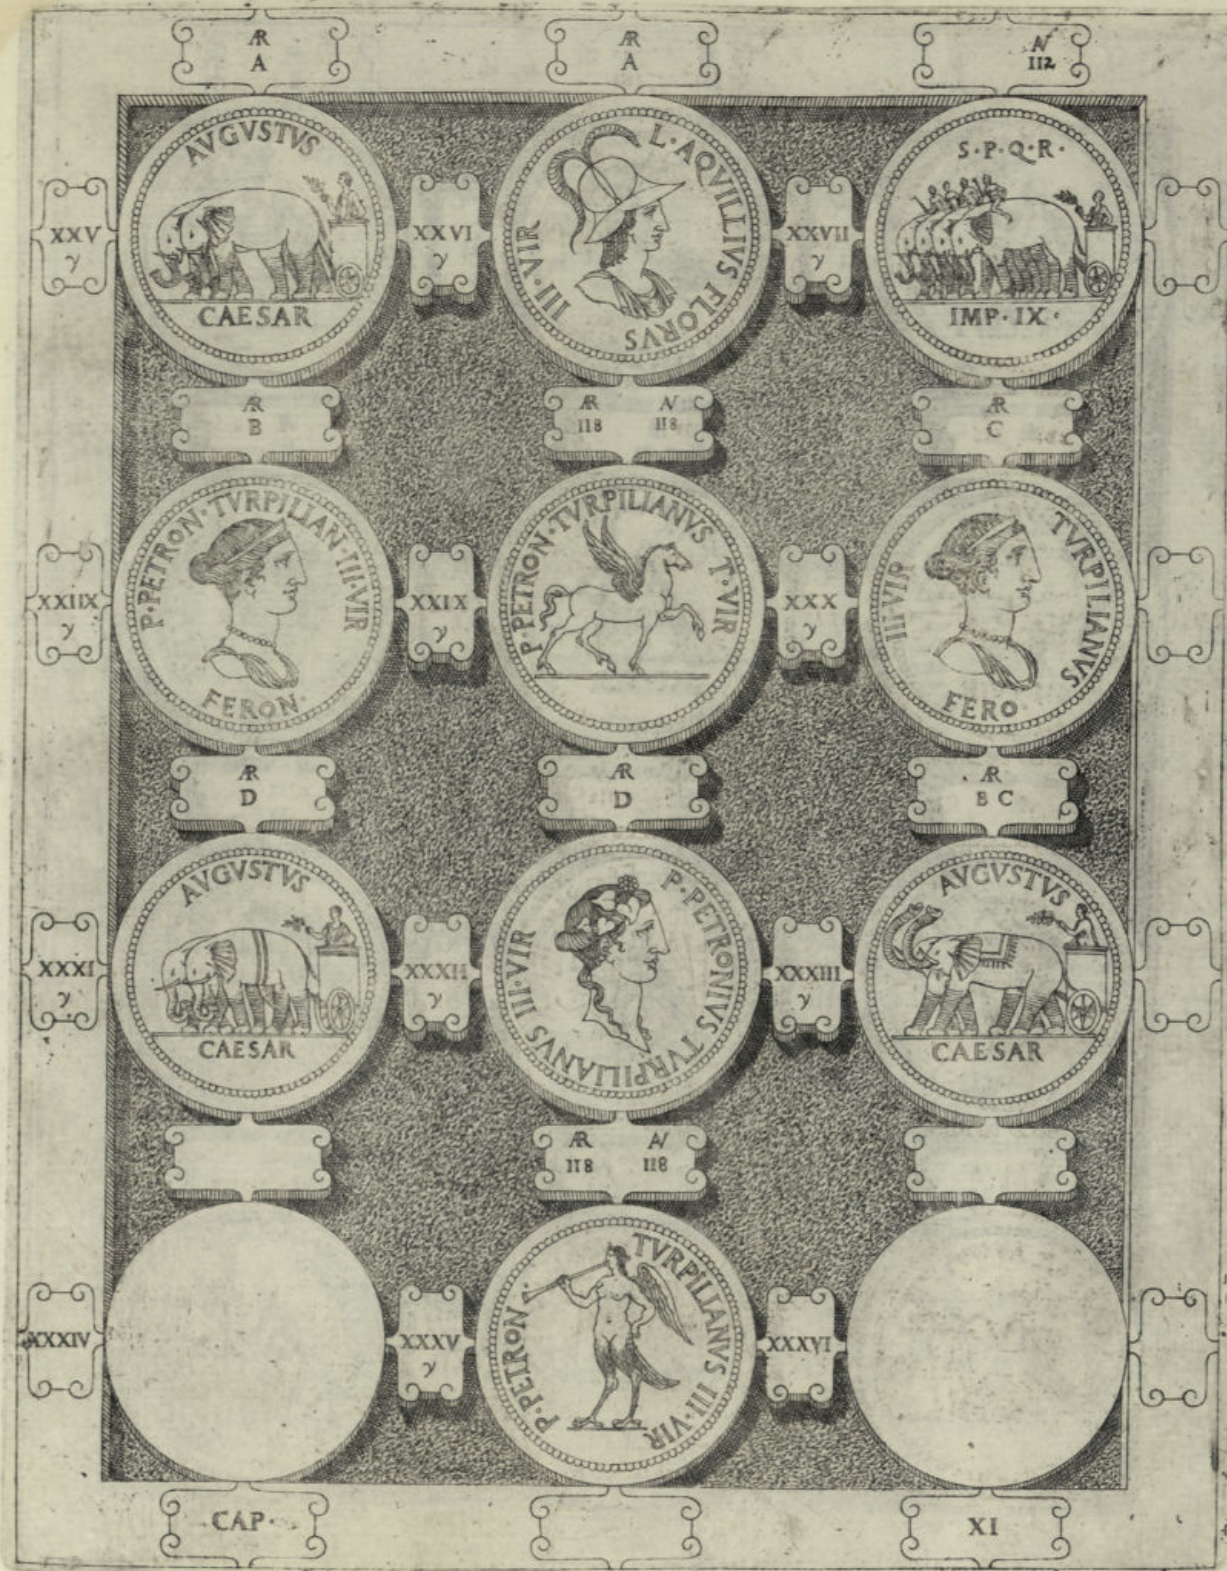 Æ
A
Æ
A
N
112
XXV
γ
AVGVSTVS
CAESAR
XXVI
γ
L·AQVILLIVS FLORVS
III·VIR
XXVII
γ
S·P·Q·R·
IMP·IX·
Æ
B
Æ N
118 118
Æ
C
XXIIX
γ
P·PETRON·TVRPILIAN·III·VIR
FERON·
XXIX
γ
P·PETRON·TVRPILIANVS T·VIR
XXX
γ
TVRPILIANVS
III·VIR
FERO·
Æ
D
Æ
D
Æ
B C
XXXI
γ
AVGVSTVS
CAESAR
XXXII
γ
P·PETRONIVS TVRPILIANVS III·VIR
XXXIII
γ
AVGVSTVS
CAESAR
Æ N
118 118
XXXIV
XXXV
γ
P·PETRON·
TVRPILIANVS III·VIR
XXXVI
CAP·
XI